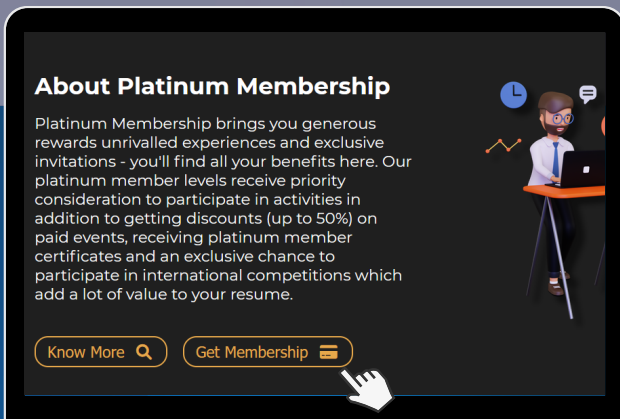 About Platinum Membership
Platinum Membership brings you generous
rewards unrivalled experiences and exclusive
invitations - you'll find all your benefits here. Our
platinum member levels receive priority
consideration to participate in activities in
addition to getting discounts (up to 50%) on
paid events, receiving platinum member
certificates and an exclusive chance to
participate in international competitions which
add a lot of value to your resume.
Know More
Get Membership